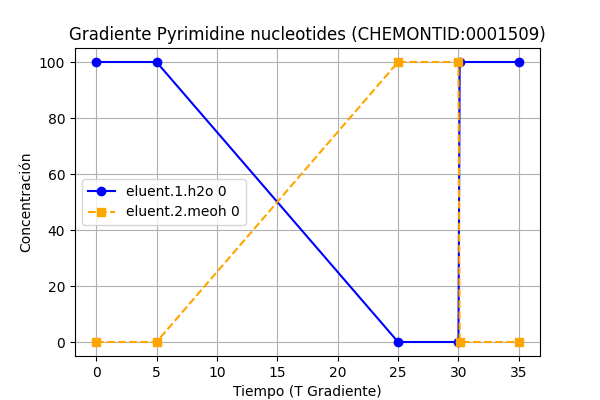 Gradiente Pyrimidine nucleotides (CHEMONTID:0001509)
100
80
60
40
20
0
Concentración
eluent.1.h2o 0
eluent.2.meoh 0
0 5 10 15 20 25 30 35
Tiempo (T Gradiente)